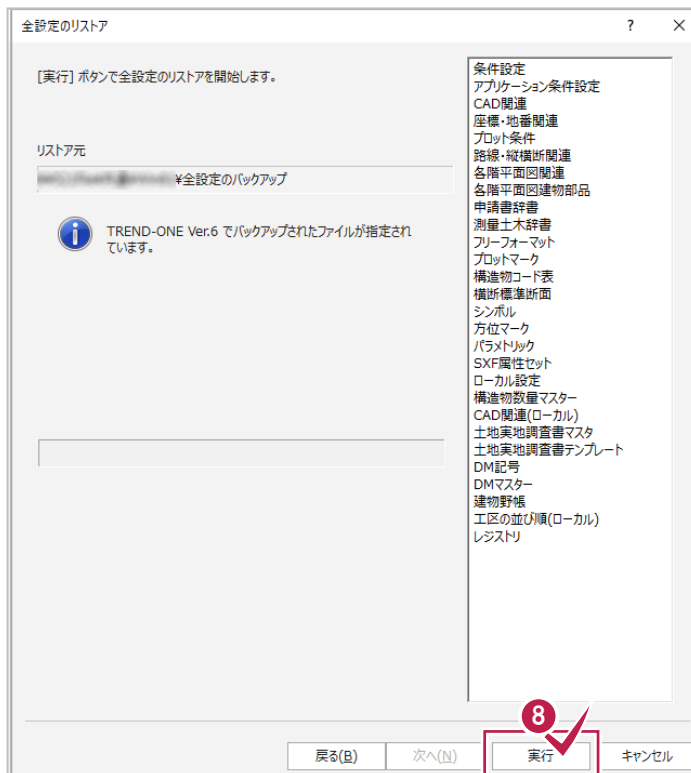 全設定のリストア
? ×
[実行] ボタンで全設定のリストアを開始します。
リストア元
¥全設定のバックアップ
TREND-ONE Ver.6 でバックアップされたファイルが指定され
ています。
条件設定
アプリケーション条件設定
CAD関連
座標・地番関連
プロット条件
路線・縦横断関連
各階平面図関連
各階平面図建物部品
申請書辞書
測量土木辞書
フリーフォーマット
プロットマーク
構造物コード表
横断標準断面
シンボル
方位マーク
パラメトリック
SXF属性セット
ローカル設定
構造物数量マスター
CAD関連(ローカル)
土地実地調査書マスタ
土地実地調査書テンプレート
DM記号
DMマスター
建物野帳
工区の並び順(ローカル)
レジストリ
8
戻る(B)
次へ(N)
実行
キャンセル